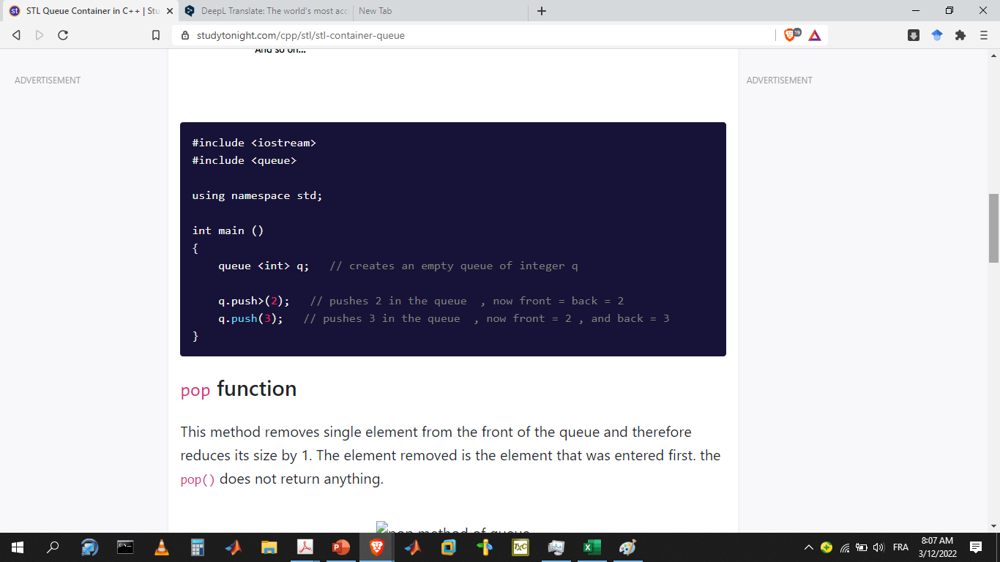 STL Queue Container in C++ | Stu
DeepL Translate: The world's most acc
New Tab
studytonight.com/cpp/stl/stl-container-queue
19
And so on...
ADVERTISEMENT
ADVERTISEMENT
#include <iostream>
#include <queue>
using namespace std;
int main ()
{
queue <int> q;   // creates an empty queue of integer q
q.push>(2);   // pushes 2 in the queue  , now front = back = 2
q.push(3);   // pushes 3 in the queue  , now front = 2 , and back = 3
}
pop function
This method removes single element from the front of the queue and therefore
reduces its size by 1. The element removed is the element that was entered first. the
pop() does not return anything.
pop method of queue
FRA
8:07 AM
3/12/2022